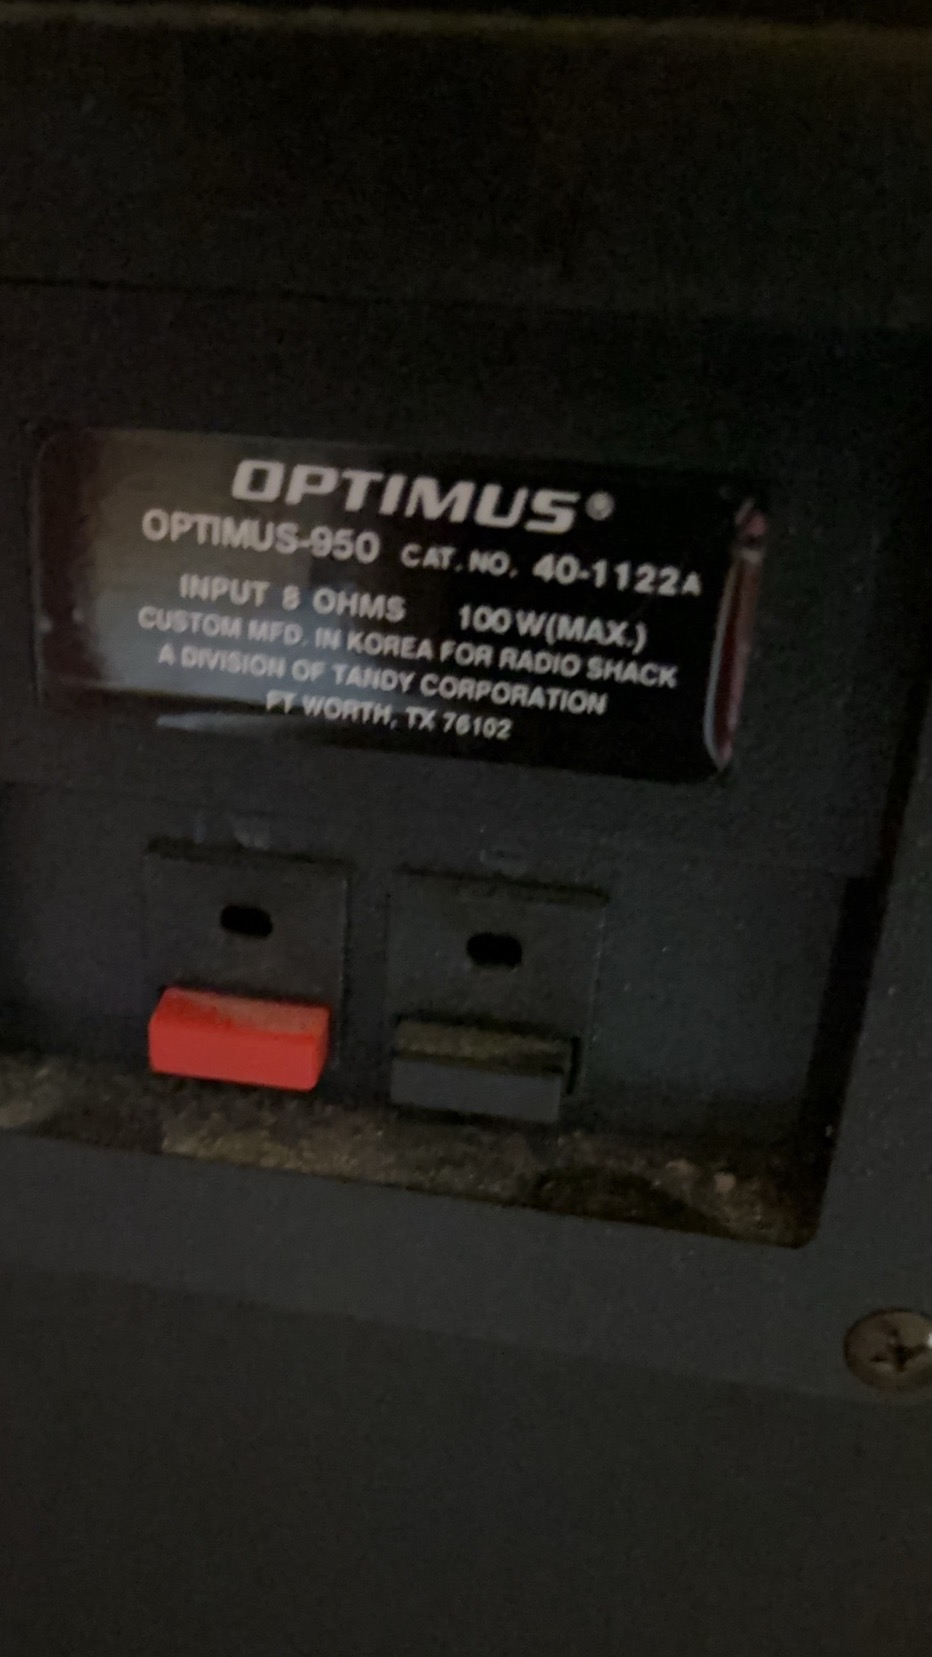 OPTIMUS®
OPTIMUS-950 CAT. NO. 40-1122A
INPUT 8 OHMS 100W(MAX.)
CUSTOM MFD. IN KOREA FOR RADIO SHACK
A DIVISION OF TANDY CORPORATION
FT WORTH, TX 76102